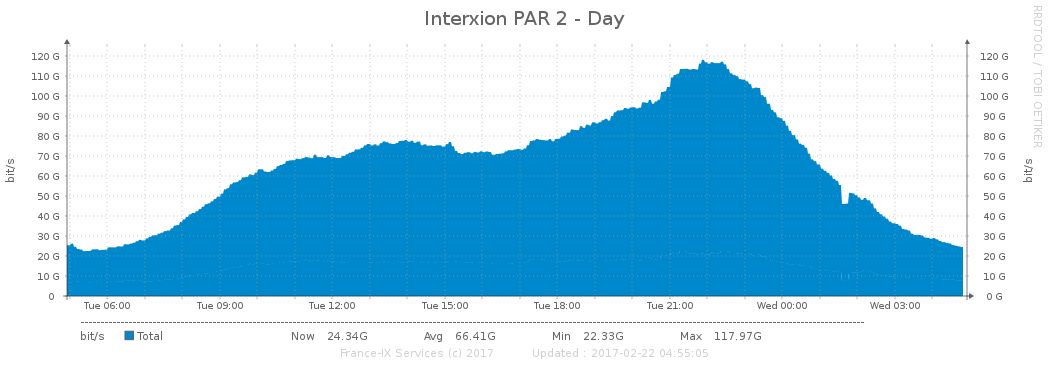 Interxion PAR 2 - Day
RRDTOOL / TOBI OETIKER
bit/s
120 G 120 G
110 G 110 G
100 G 100 G
90 G 90 G
80 G 80 G
70 G 70 G
60 G 60 G
50 G 50 G
40 G 40 G
30 G 30 G
20 G 20 G
10 G 10 G
0 0 G
bit/s
Tue 06:00 Tue 09:00 Tue 12:00 Tue 15:00 Tue 18:00 Tue 21:00 Wed 00:00 Wed 03:00
bit/s Total Now 24.34G Avg 66.41G Min 22.33G Max 117.97G
France-IX Services (c) 2017 Updated : 2017-02-22 04:55:05